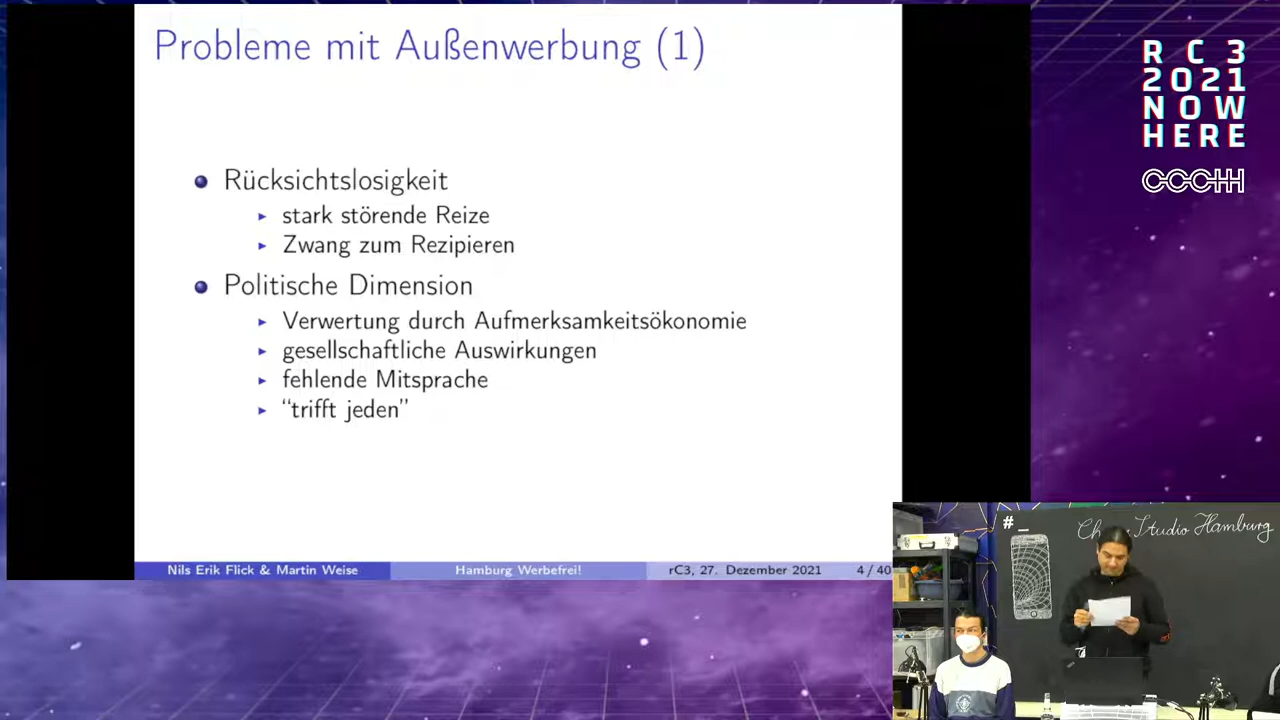 Probleme mit Außenwerbung (1)
Rücksichtslosigkeit
stark störende Reize
Zwang zum Rezipieren
Politische Dimension
Verwertung durch Aufmerksamkeitsökonomie
gesellschaftliche Auswirkungen
fehlende Mitsprache
“trifft jeden”
Nils Erik Flick & Martin Weise
Hamburg Werbefrei!
rC3, 27. Dezember 2021
4 / 40
R C 3
2021
NOW
HERE
CCCHH
#_
Studio Hamburg